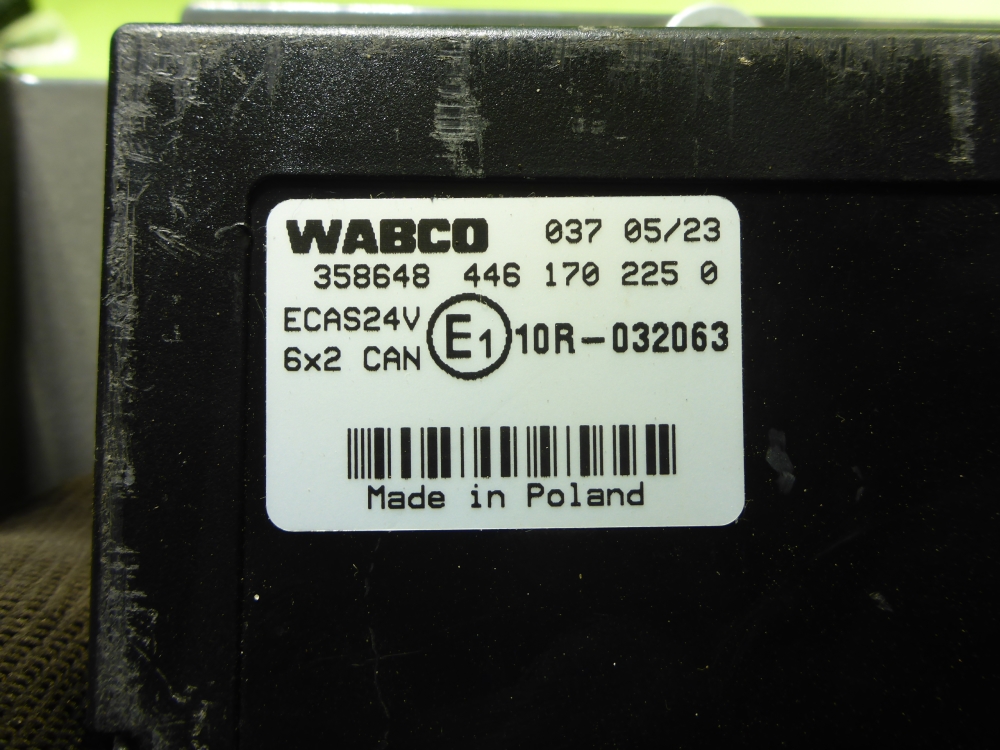 WABCO 037 05/23
358648 446 170 225 0
ECAS24V
6x2 CAN
E1 10R-032063
Made in Poland